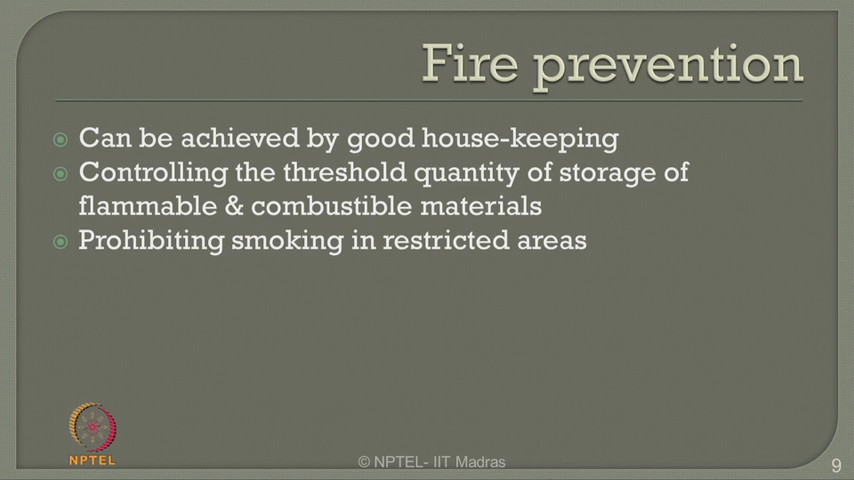 Fire prevention
Can be achieved by good house-keeping
Controlling the threshold quantity of storage of
flammable & combustible materials
Prohibiting smoking in restricted areas
NPTEL
© NPTEL- IIT Madras
9